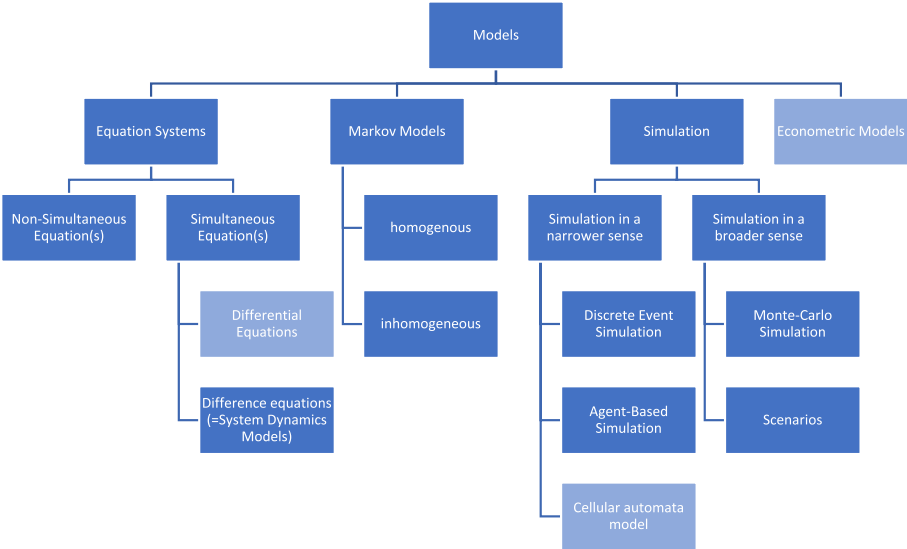 Models
Equation Systems
Markov Models
Simulation
Econometric Models
Non-Simultaneous
Equation(s)
Simultaneous
Equation(s)
homogenous
Simulation in a
narrower sense
Simulation in a
broader sense
Differential
Equations
inhomogeneous
Discrete Event
Simulation
Monte-Carlo
Simulation
Difference equations
(=System Dynamics
Models)
Agent-Based
Simulation
Scenarios
Cellular automata
model